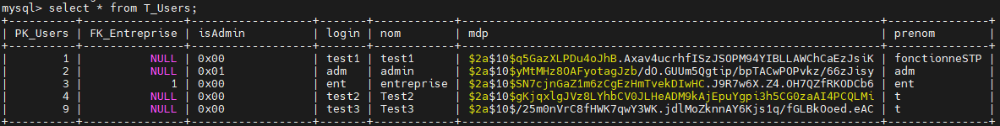 mysql> select * from T_Users;
| PK_Users | FK_Entreprise | isAdmin | login | nom | mdp | prenom |
| 1 | NULL | 0x00 | test1 | test1 | $2a$10$q5GazXLPDu4oJhB.Axav4ucrhfISzJSOPM94YIBLLAWChCaEzJsiK | fonctionneSTP |
| 2 | NULL | 0x01 | adm | admin | $2a$10$yMtMHz8OAFyotagJzb/dO.GUUm5Qgtip/bpTACwPOPvkz/66zJisy | adm |
| 3 | 1 | 0x00 | ent | entreprise | $2a$10$SN7cjnGaZ1m6zCgEzHmTvekDIwHC.J9R7w6X.Z4.OH7QZfRKODCb6 | ent |
| 4 | NULL | 0x00 | test2 | Test2 | $2a$10$gKjqxlgJVz8LYhbCV0JLHeADM9kAjEpuYgpi3h5CG0zaAI4PCQLMi | t |
| 9 | NULL | 0x00 | test3 | Test3 | $2a$10$/25m0nVrC8fHWK7qwY3WK.jdlMoZknnAY6Kjs1q/fGLBkOoed.eAC | t |